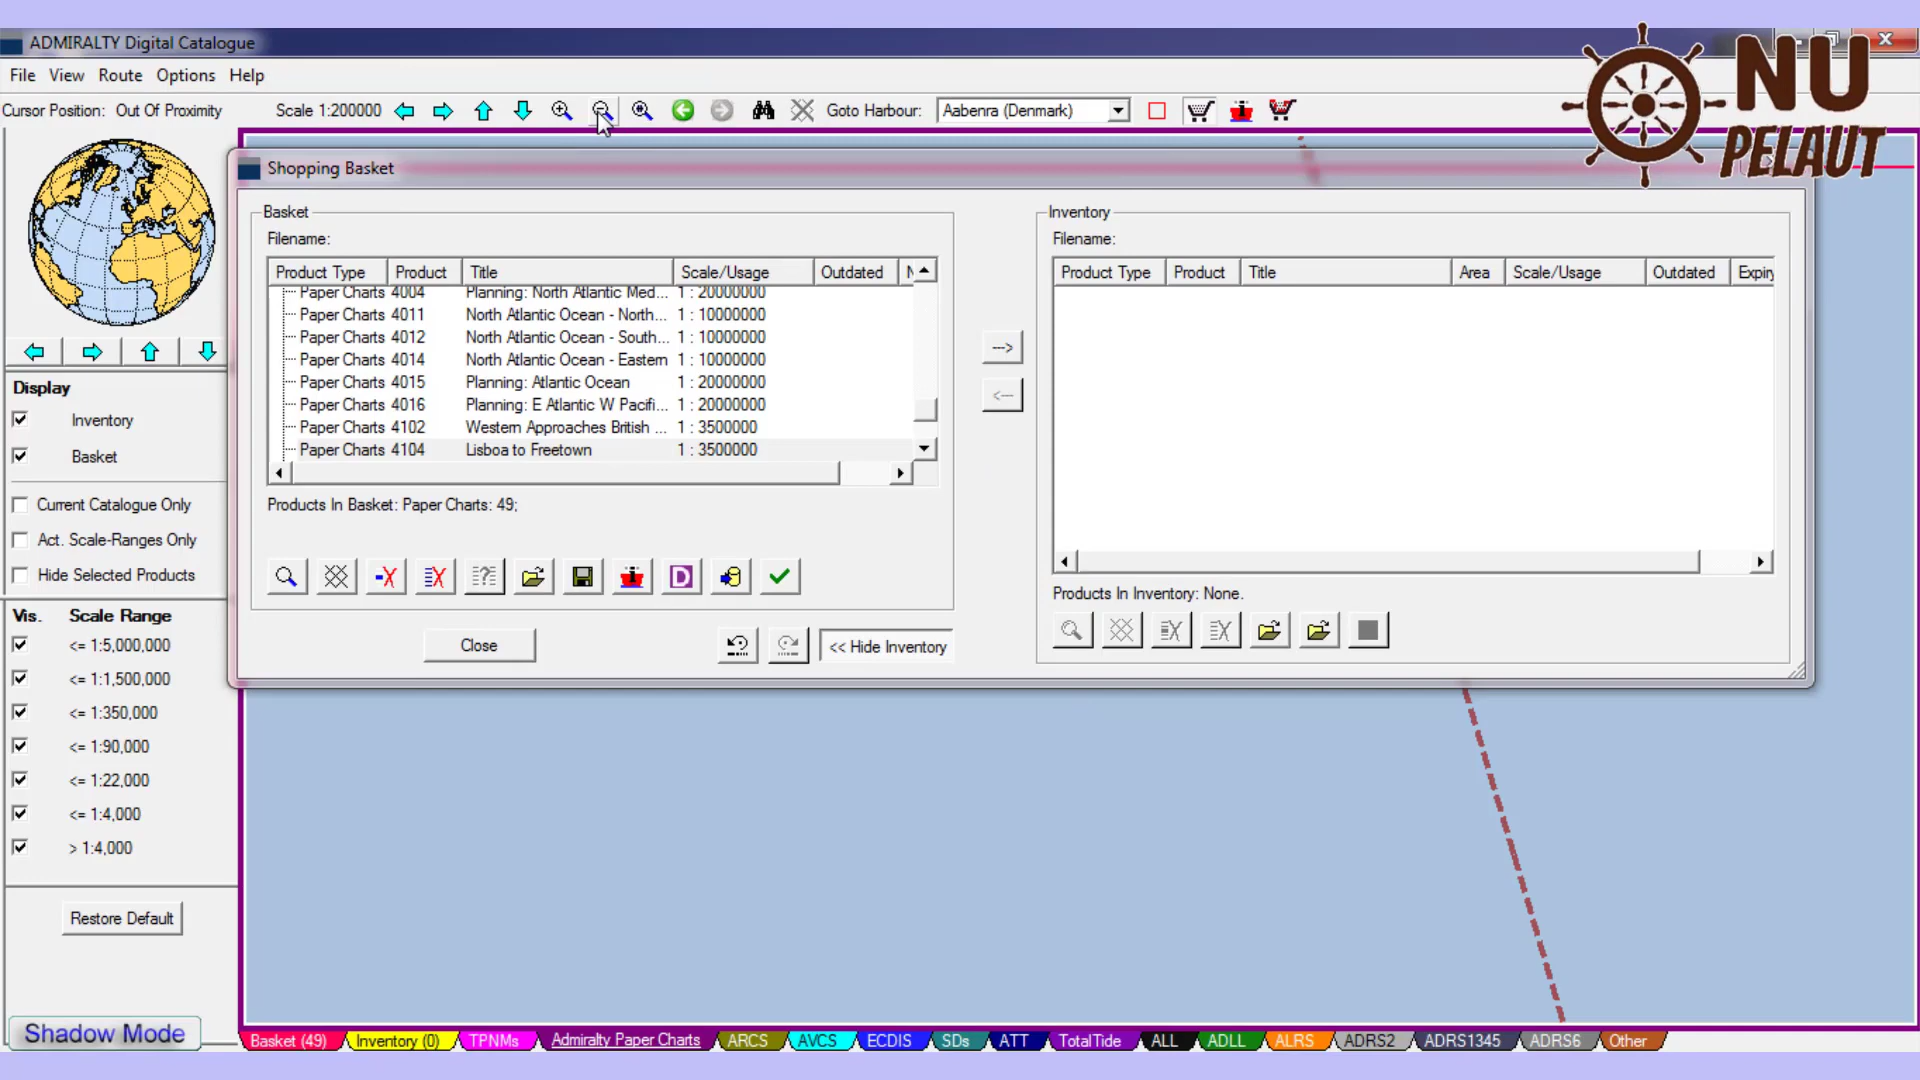 ADMIRALTY Digital Catalogue
NU
PELAUT
File View Route Options Help
Cursor Position: Out Of Proximity Scale 1:200000 Goto Harbour: Aabenra (Denmark)
Shopping Basket
Basket
Filename:
Product Type Product Title Scale/Usage Outdated
Paper Charts 4004 Planning: North Atlantic Med... 1 : 20000000
Paper Charts 4011 North Atlantic Ocean - North... 1 : 10000000
Paper Charts 4012 North Atlantic Ocean - South... 1 : 10000000
Paper Charts 4014 North Atlantic Ocean - Eastern 1 : 10000000
Paper Charts 4015 Planning: Atlantic Ocean 1 : 20000000
Paper Charts 4016 Planning: E Atlantic W Pacifi... 1 : 20000000
Paper Charts 4102 Western Approaches British ... 1 : 3500000
Paper Charts 4104 Lisboa to Freetown 1 : 3500000
Products In Basket: Paper Charts: 49;
Close
<< Hide Inventory
Inventory
Filename:
Product Type Product Title Area Scale/Usage Outdated Expiry
--> 
<--
Products In Inventory: None.
Display
Inventory
Basket
Current Catalogue Only
Act. Scale-Ranges Only
Hide Selected Products
Vis. Scale Range
<= 1:5,000,000
<= 1:1,500,000
<= 1:350,000
<= 1:90,000
<= 1:22,000
<= 1:4,000
> 1:4,000
Restore Default
Shadow Mode
Basket (49) Inventory (0) TPNMs Admiralty Paper Charts ARCS AVCS ECDIS SDs ATT TotalTide ALL ADLL ALRS ADRS2 ADRS1345 ADRS6 Other